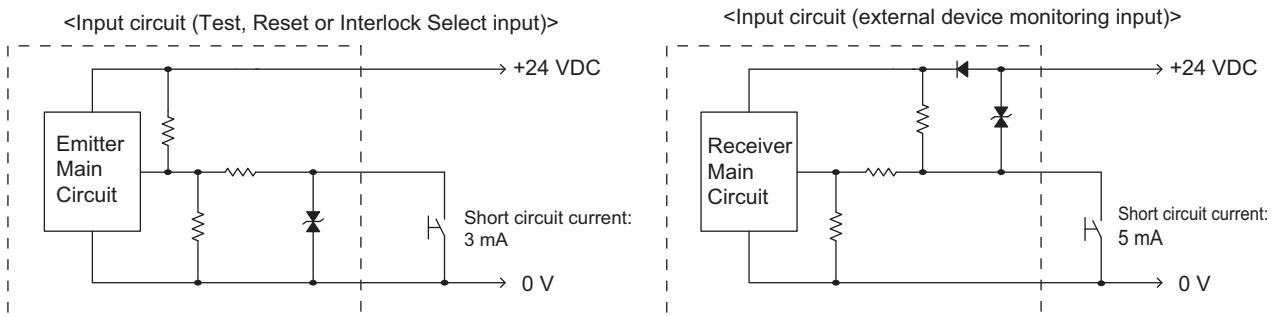 <Input circuit (Test, Reset or Interlock Select input)>
+24 VDC
Emitter
Main
Circuit
Short circuit current:
3 mA
0 V
<Input circuit (external device monitoring input)>
+24 VDC
Receiver
Main
Circuit
Short circuit current:
5 mA
0 V